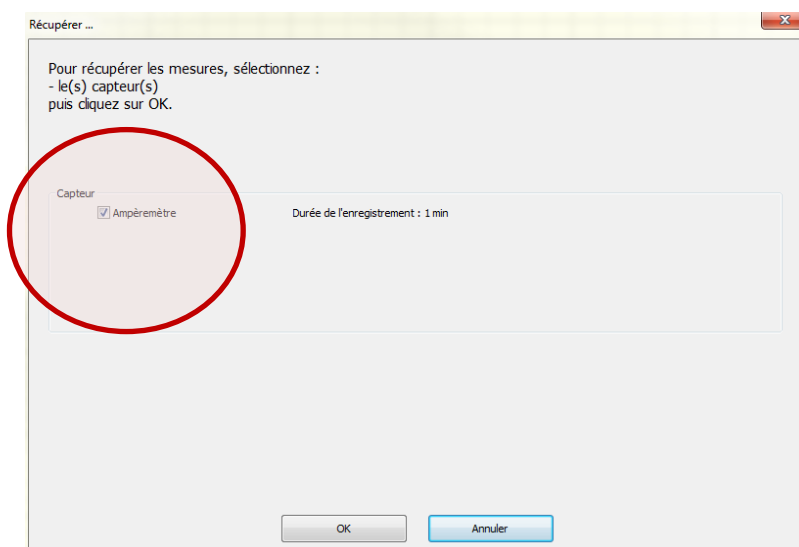 Récupérer ...
Pour récupérer les mesures, sélectionnez :
- le(s) capteur(s)
puis cliquez sur OK.
Capteur
Ampèremètre Durée de l'enregistrement : 1 min
OK Annuler